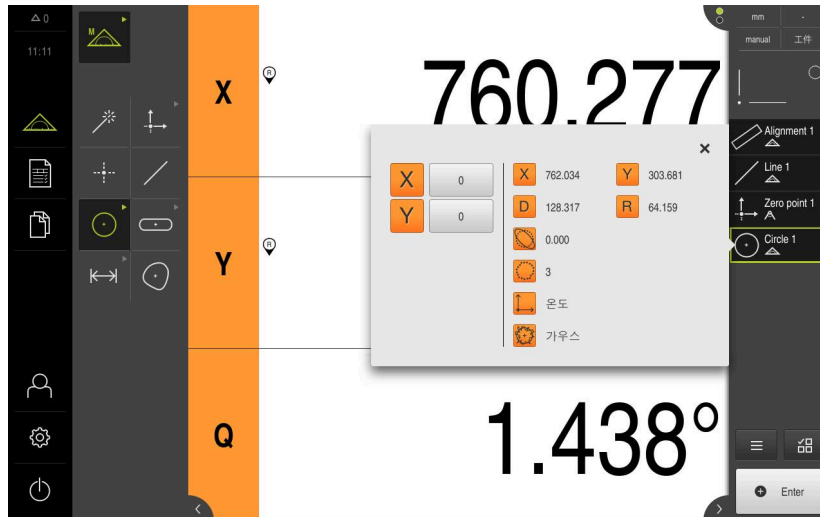 △ 0
11:11
M
X
R
760.277
Y
R
Q
1.438°
×
X 0
Y 0
X 762.034 Y 303.681
D 128.317 R 64.159
0.000
3
온도
가우스
mm -
manual 工件
Alignment 1
Line 1
Zero point 1
Circle 1
Enter